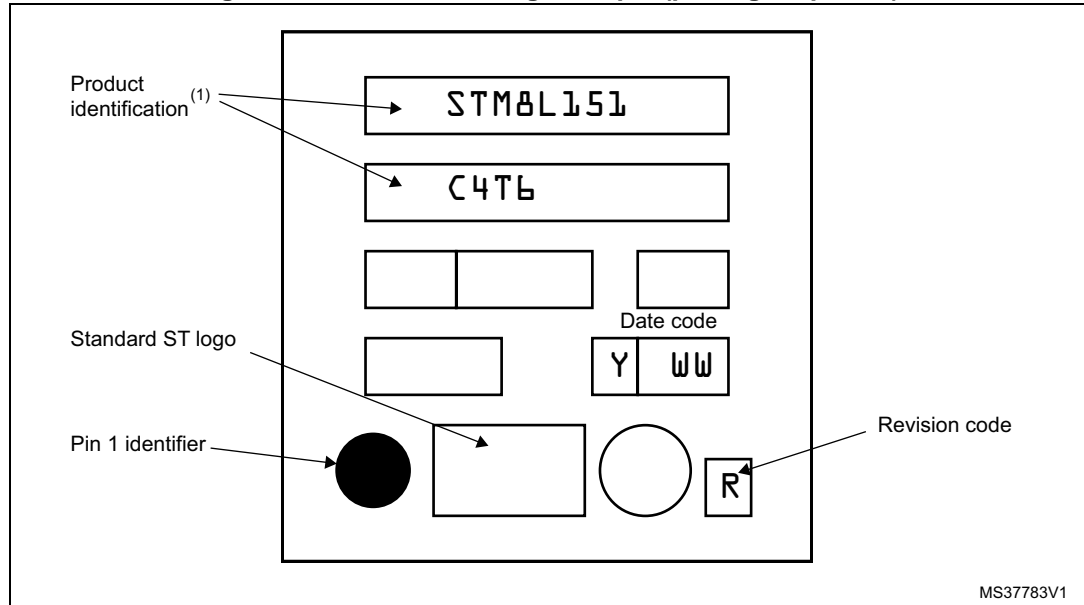 Product
identification (1)
STM8L151
C4T6
Date code
Standard ST logo
Y WW
Revision code
Pin 1 identifier
R
MS37783V1